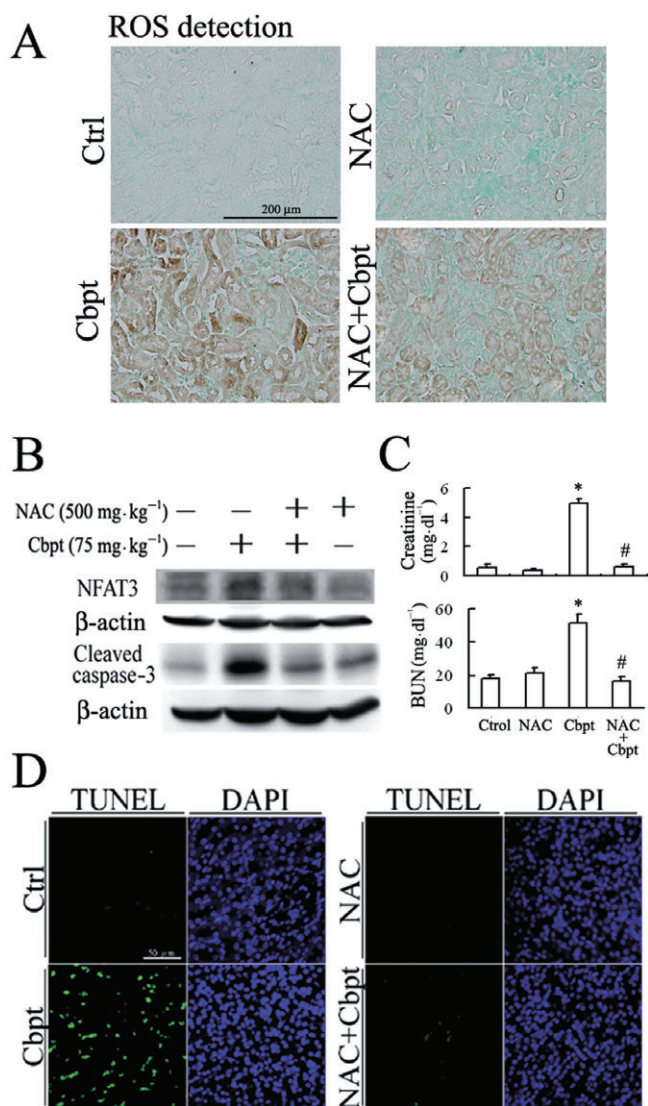 A
ROS detection
Ctrl
NAC
200 µm
Cbpt
NAC+Cbpt
B
NAC (500 mg·kg⁻¹) — — + +
Cbpt (75 mg·kg⁻¹) — + + —
NFAT3
β-actin
Cleaved
caspase-3
β-actin
C
Creatinine
(mg·dl⁻¹)
6
4
2
0
*
#
BUN (mg·dl⁻¹)
60
40
20
0
*
#
Ctrol NAC Cbpt NAC
+
Cbpt
D
TUNEL DAPI TUNEL DAPI
Ctrl
NAC
50 µm
Cbpt
NAC+Cbpt